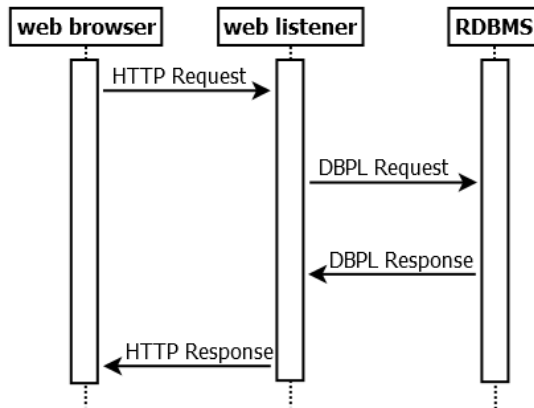 web browser
web listener
RDBMS
HTTP Request
DBPL Request
DBPL Response
HTTP Response